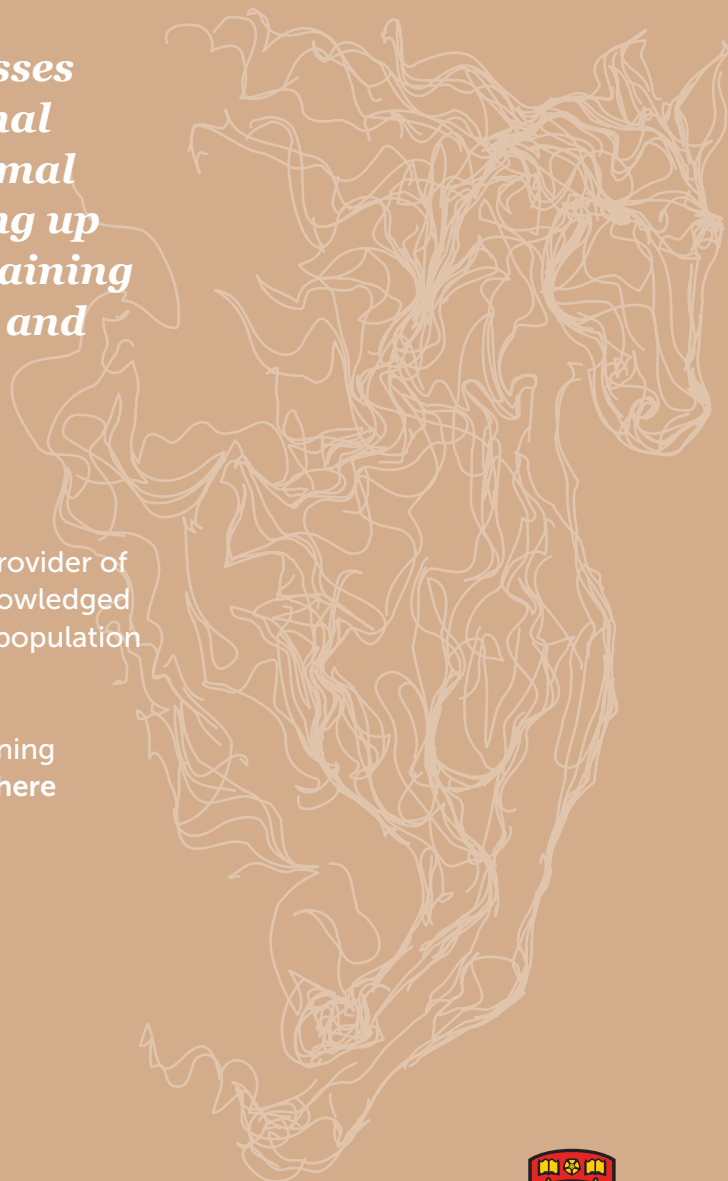 sses
nal
mal
ng up
aining
and
rovider of
owledged
population
ning
here